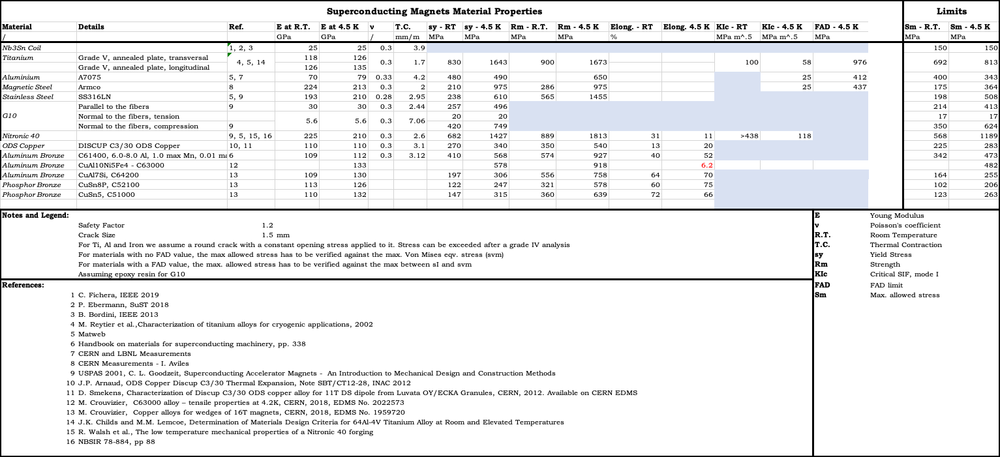 Superconducting Magnets Material Properties Limits
Material Details Ref. E at R.T. E at 4.5 K ν T.C. sy - RT sy - 4.5 K Rm - R.T. Rm - 4.5 K Elong. - RT Elong. 4.5 K KIc - RT KIc - 4.5 K FAD - 4.5 K Sm - R.T. Sm - 4.5 K
/ GPa GPa / mm/m MPa MPa MPa MPa % MPa m^.5 MPa m^.5 MPa MPa MPa
Nb3Sn Coil 1, 2, 3 25 25 0.3 3.9 150 150
Titanium Grade V, annealed plate, transversal 118 126
4, 5, 14 0.3 1.7 830 1643 900 1673 100 58 976 692 813
Grade V, annealed plate, longitudinal 126 135
Aluminium A7075 5, 7 70 79 0.33 4.2 480 490 650 25 412 400 343
Magnetic Steel Armco 8 224 213 0.3 2 210 975 286 975 25 437 175 364
Stainless Steel SS316LN 5, 9 193 210 0.28 2.95 238 610 565 1455 198 508
Parallel to the fibers 9 30 30 0.3 2.44 257 496 214 413
G10 Normal to the fibers, tension 20 20 17 17
5.6 5.6 0.3 7.06
Normal to the fibers, compression 9 420 749 350 624
Nitronic 40 9, 5, 15, 16 225 210 0.3 2.6 682 1427 889 1813 31 11 >438 118 568 1189
ODS Copper DISCUP C3/30 ODS Copper 10, 11 110 110 0.3 3.1 270 340 350 540 13 20 225 283
Aluminum Bronze C61400, 6.0-8.0 Al, 1.0 max Mn, 0.01 ma 6 109 112 0.3 3.12 410 568 574 927 40 52 342 473
Aluminum Bronze CuAl10Ni5Fe4 - C63000 12 133 578 918 6.2 482
Aluminum Bronze CuAl7Si, C64200 13 109 130 197 306 556 758 64 70 164 255
Phosphor Bronze CuSn8P, C52100 13 113 126 122 247 321 578 60 75 102 206
Phosphor Bronze CuSn5, C51000 13 110 132 147 315 360 639 72 66 123 263
Notes and Legend: E Young Modulus
Safety Factor 1.2 ν Poisson's coefficient
Crack Size 1.5 mm R.T. Room Temperature
For Ti, Al and Iron we assume a round crack with a constant opening stress applied to it. Stress can be exceeded after a grade IV analysis T.C. Thermal Contraction
For materials with no FAD value, the max allowed stress has to be verified against the max. Von Mises eqv. stress (svm) sy Yield Stress
For materials with a FAD value, the max. allowed stress has to be verified against the max between sI and svm Rm Strength
Assuming epoxy resin for G10 KIc Critical SIF, mode I
References: FAD FAD limit
1 C. Fichera, IEEE 2019 Sm Max. allowed stress
2 P. Ebermann, SuST 2018
3 B. Bordini, IEEE 2013
4 M. Reytier et al.,Characterization of titanium alloys for cryogenic applications, 2002
5 Matweb
6 Handbook on materials for superconducting machinery, pp. 338
7 CERN and LBNL Measurements
8 CERN Measurements - I. Aviles
9 USPAS 2001, C. L. Goodzeit, Superconducting Accelerator Magnets - An Introduction to Mechanical Design and Construction Methods
10 J.P. Arnaud, ODS Copper Discup C3/30 Thermal Expansion, Note SBT/CT12-28, INAC 2012
11 D. Smekens, Characterization of Discup C3/30 ODS copper alloy for 11T DS dipole from Luvata OY/ECKA Granules, CERN, 2012. Available on CERN EDMS
12 M. Crouvizier, C63000 alloy – tensile properties at 4.2K, CERN, 2018, EDMS No. 2022573
13 M. Crouvizier, Copper alloys for wedges of 16T magnets, CERN, 2018, EDMS No. 1959720
14 J.K. Childs and M.M. Lemcoe, Determination of Materials Design Criteria for 64Al-4V Titanium Alloy at Room and Elevated Temperatures
15 R. Walsh et al., The low temperature mechanical properties of a Nitronic 40 forging
16 NBSIR 78-884, pp 88